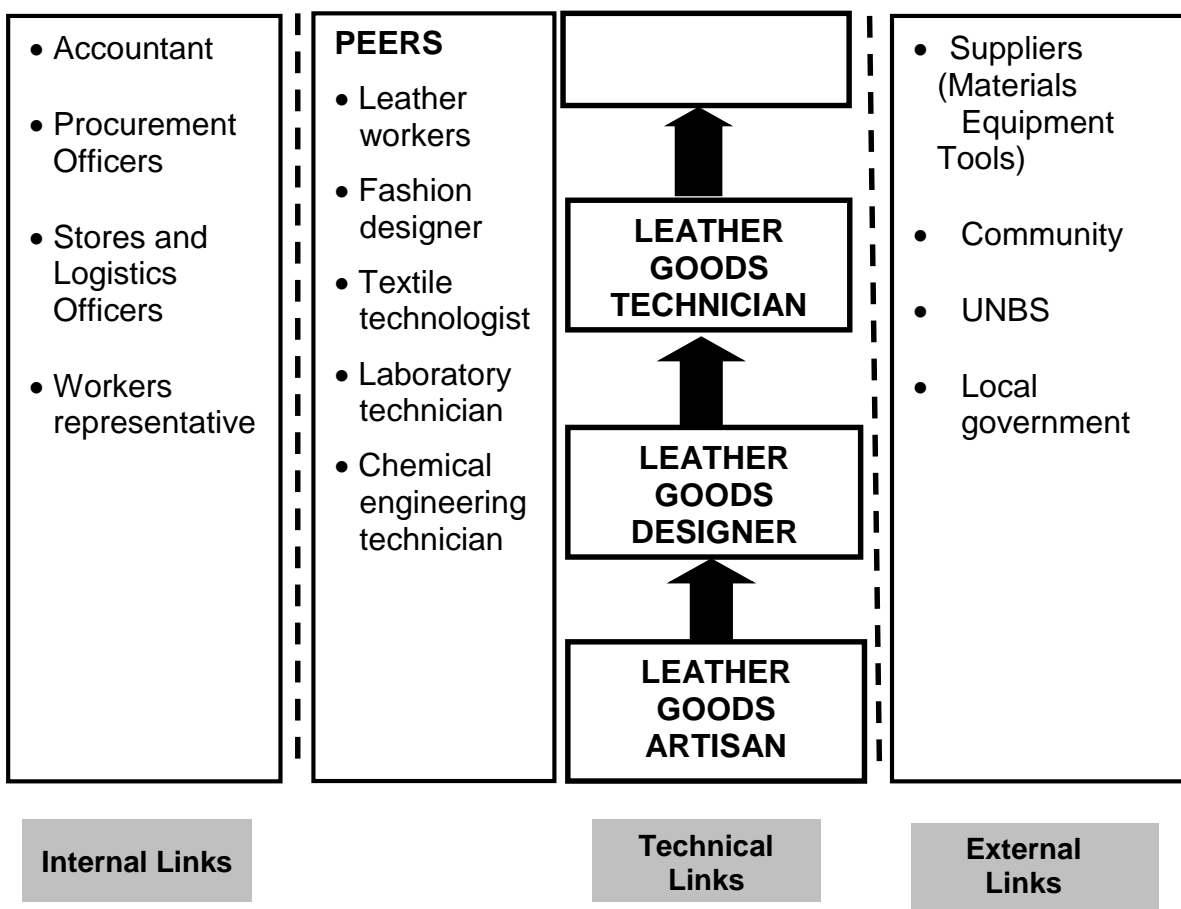 • Accountant
• Procurement
Officers
• Stores and
Logistics
Officers
• Workers
representative
PEERS
• Leather
workers
• Fashion
designer
• Textile
technologist
• Laboratory
technician
• Chemical
engineering
technician
LEATHER
GOODS
TECHNICIAN
LEATHER
GOODS
DESIGNER
LEATHER
GOODS
ARTISAN
• Suppliers
(Materials
Equipment
Tools)
• Community
• UNBS
• Local
government
Internal Links
Technical
Links
External
Links